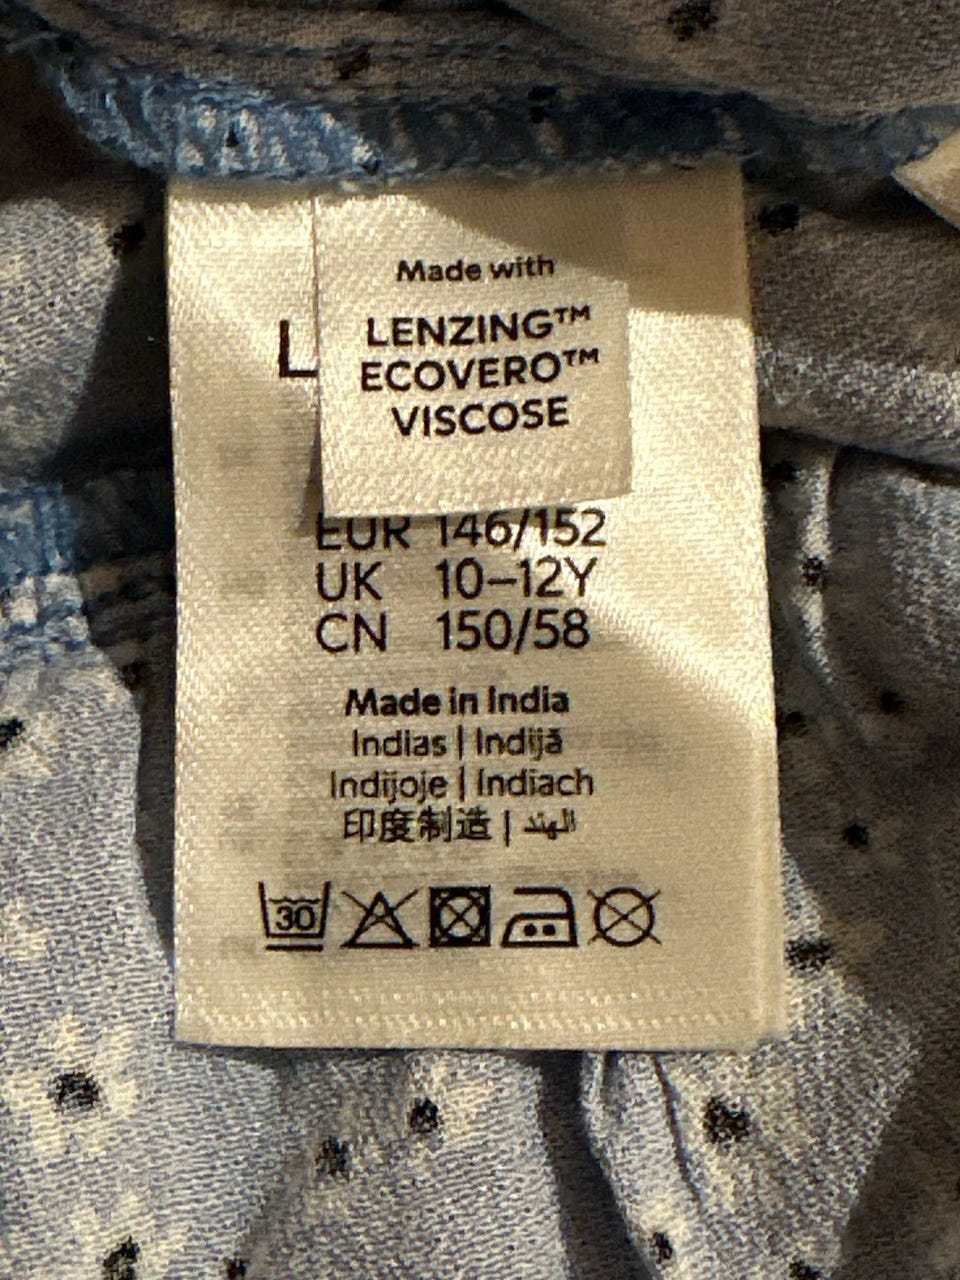 Made with
LENZING™
ECOVERO™
VISCOSE
L
EUR 146/152
UK 10–12Y
CN 150/58
Made in India
Indias | Indijā
Indijoje | Indiach
印度制造 | الهند
30